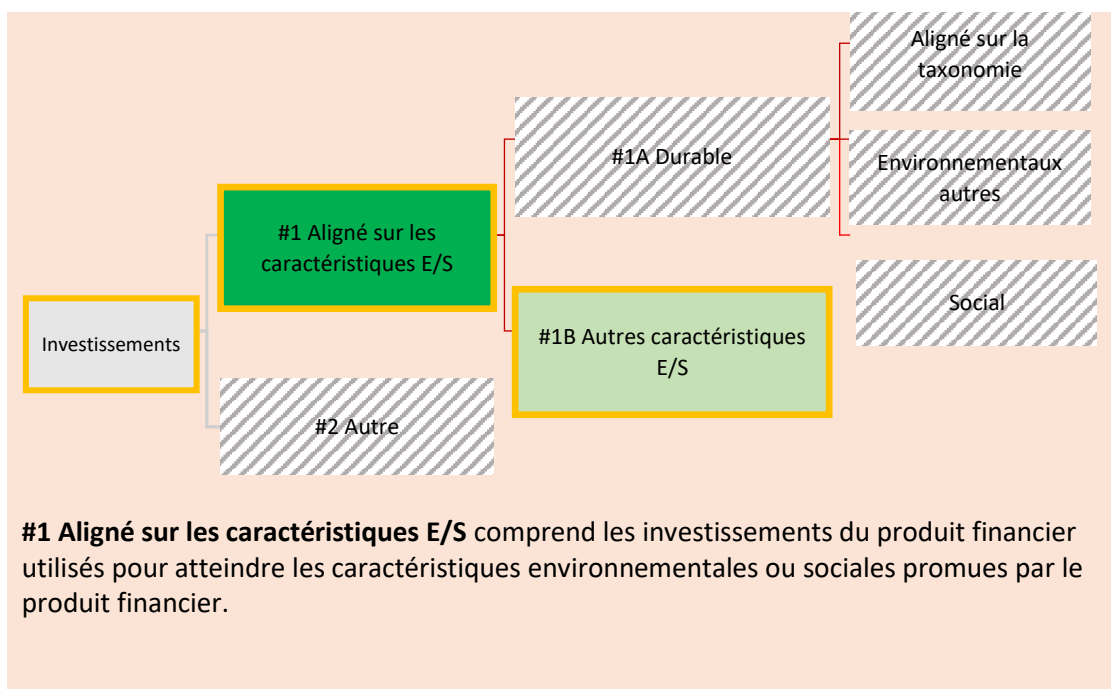 Aligné sur la
taxonomie
#1A Durable
Environnementaux
autres
#1 Aligné sur les
caractéristiques E/S
Social
#1B Autres caractéristiques
E/S
Investissements
#2 Autre
#1 Aligné sur les caractéristiques E/S comprend les investissements du produit financier
utilisés pour atteindre les caractéristiques environnementales ou sociales promues par le
produit financier.